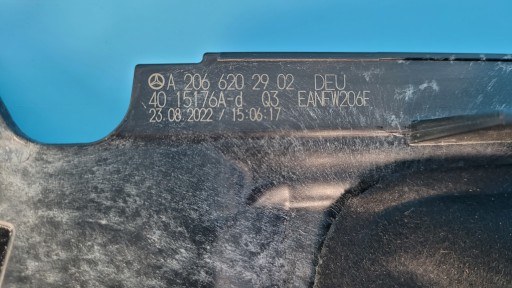 A 206 620 29 02 DEU
40 15176A-d Q3 EANFW206F
23.08.2022 / 15:06:17